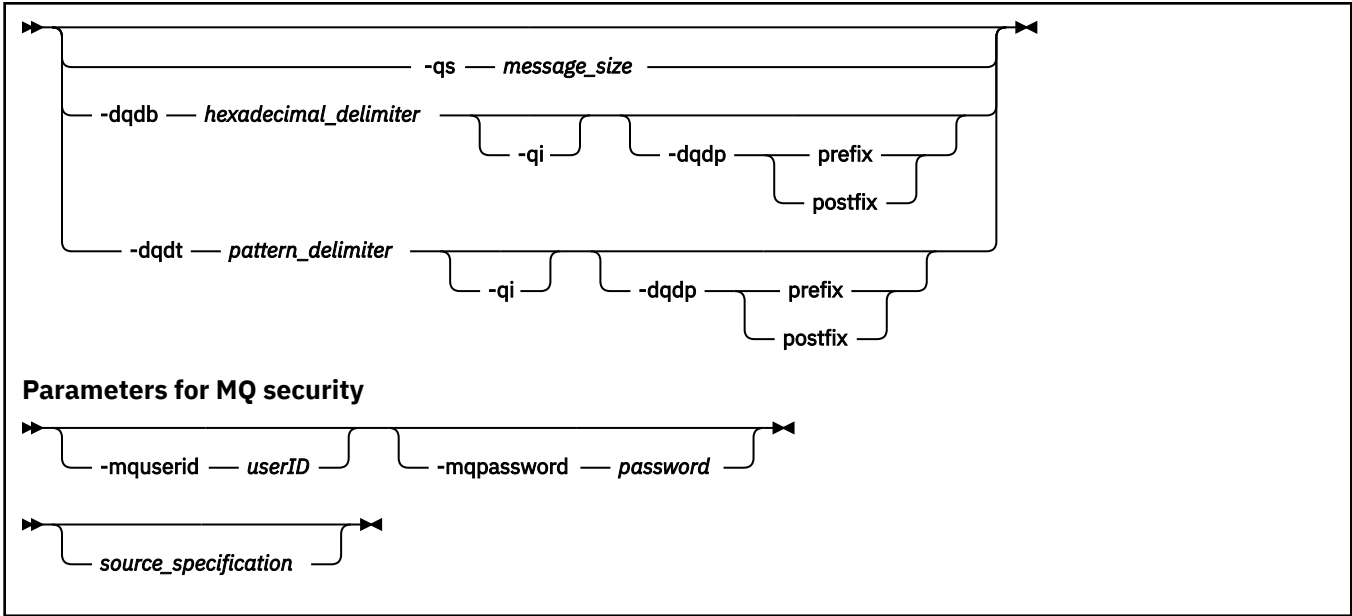 -qs message_size
-dqdb hexadecimal_delimiter
-qi -dqdp prefix
postfix
-dqdt pattern_delimiter
-qi -dqdp prefix
postfix
Parameters for MQ security
-mquserid userID -mqpassword password
source_specification